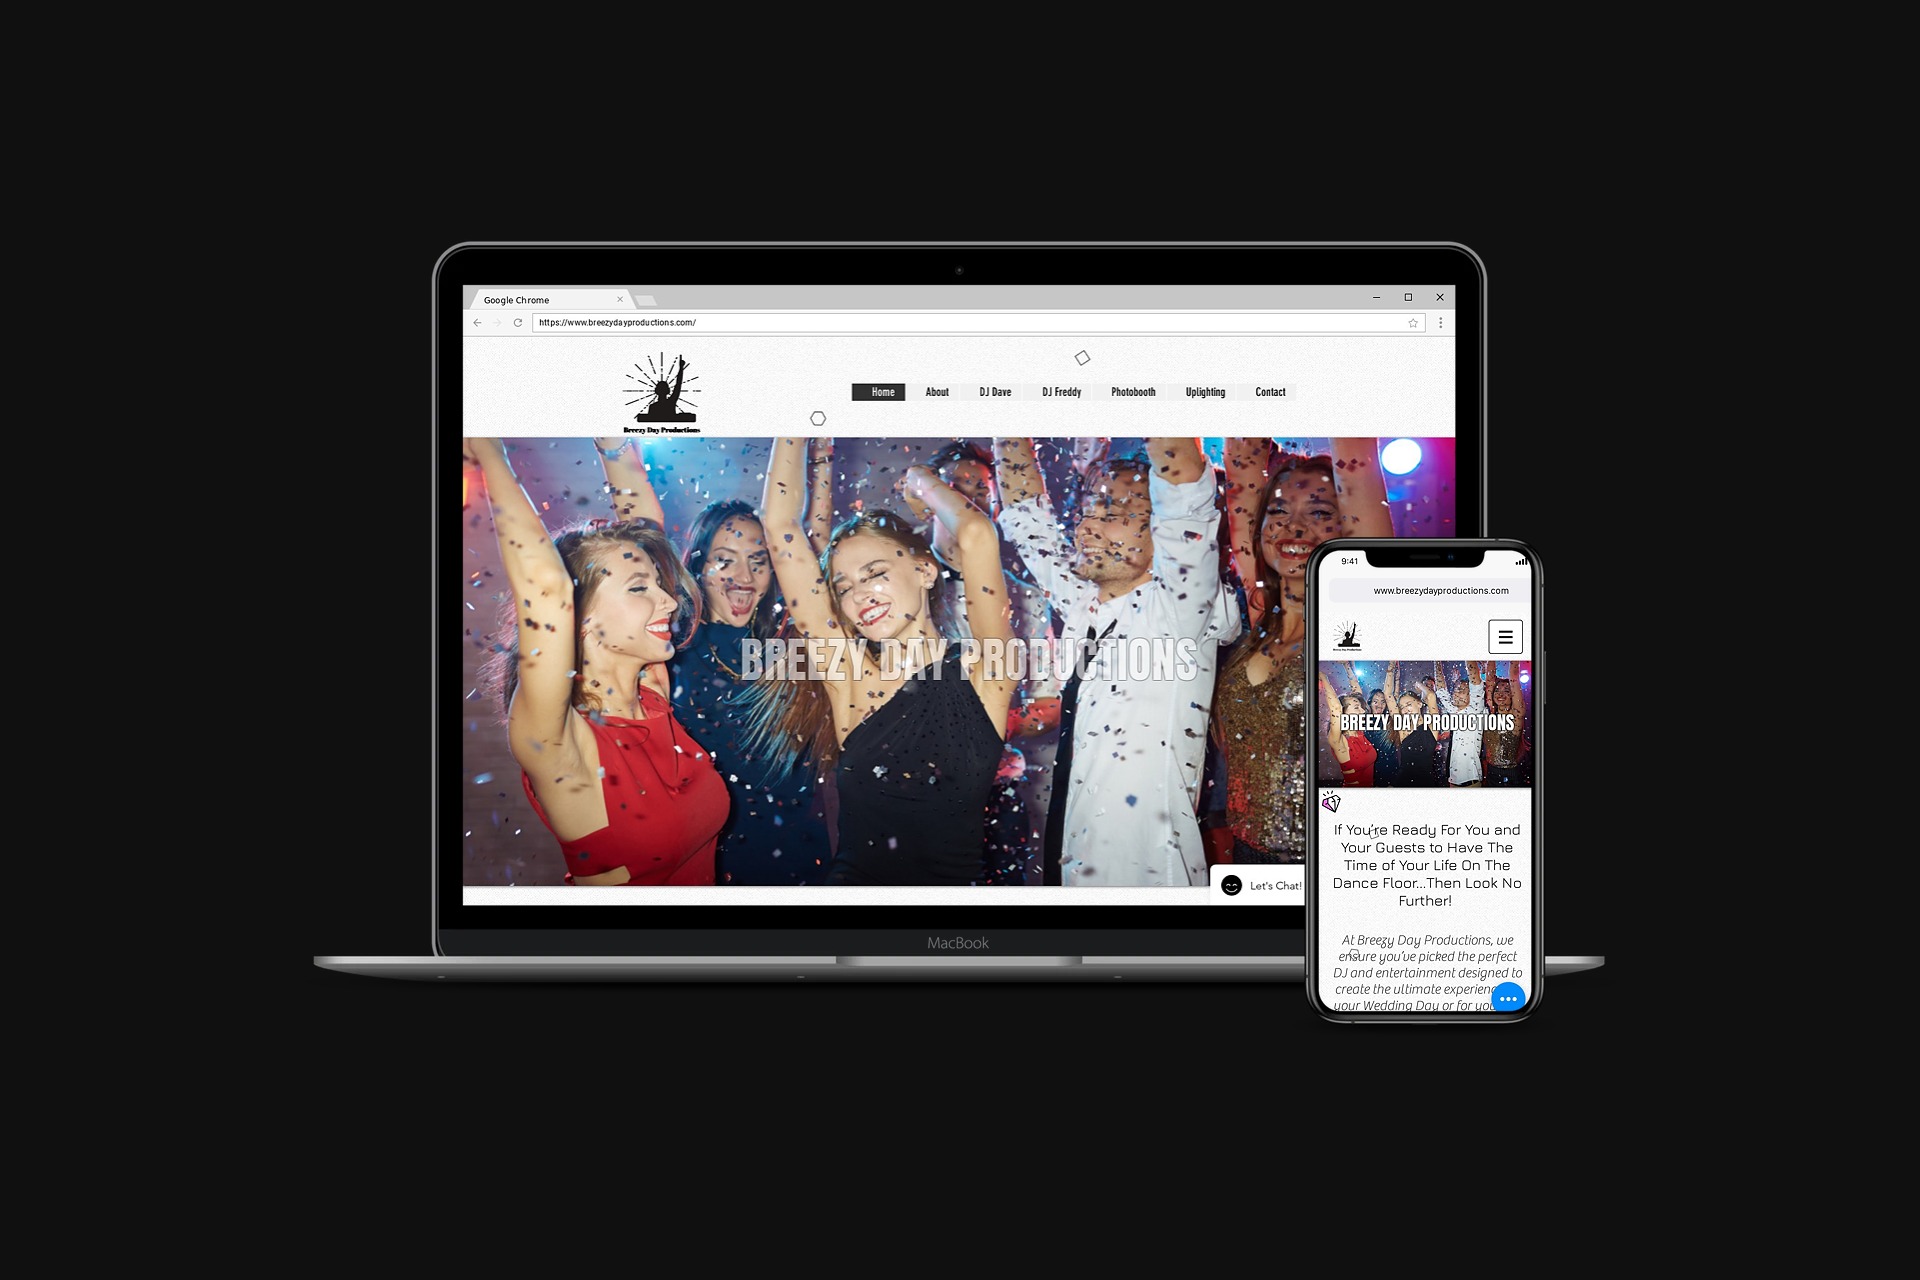 Google Chrome
https://www.breezydayproductions.com/
Breezy Day Productions
Home About DJ Dave DJ Freddy Photobooth Uplighting Contact
BREEZY DAY PRODUCTIONS
Let's Chat!
MacBook
9:41
www.breezydayproductions.com
Breezy Day Productions
BREEZY DAY PRODUCTIONS
If You're Ready For You and
Your Guests to Have The
Time of Your Life On The
Dance Floor...Then Look No
Further!
At Breezy Day Productions, we
ensure you've picked the perfect
DJ and entertainment designed to
create the ultimate experien
your Wedding Day or for you